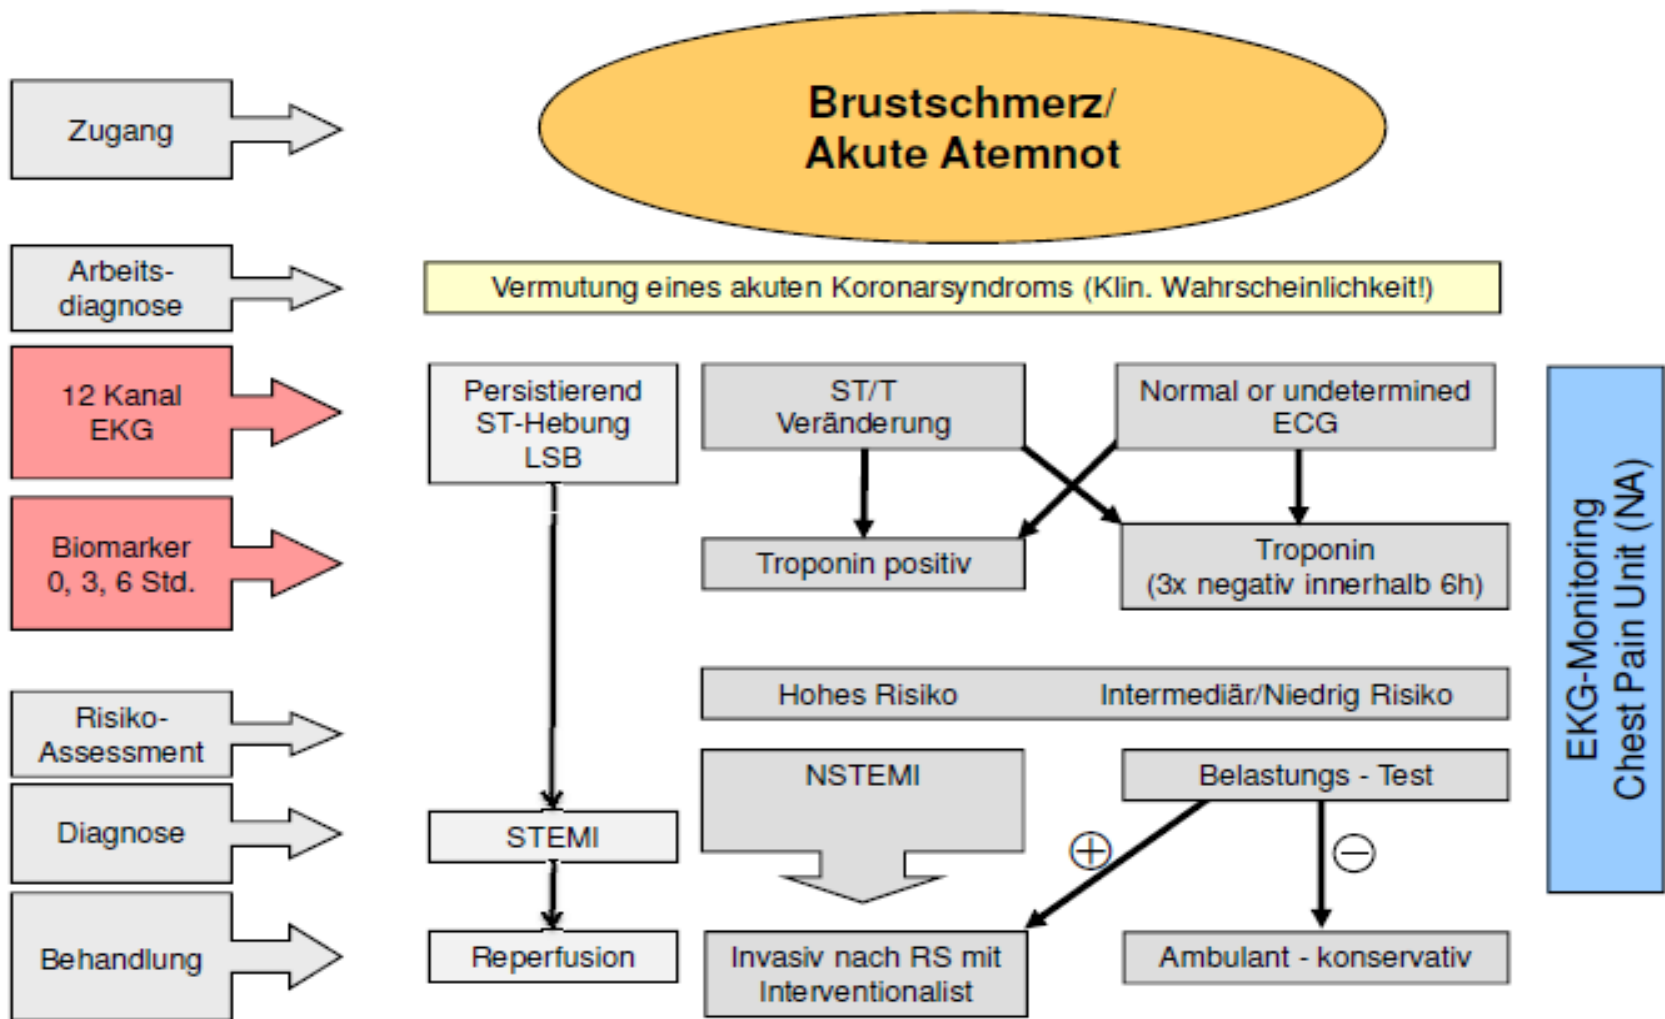 Brustschmerz/
Akute Atemnot
Zugang
Arbeits-
diagnose
Vermutung eines akuten Koronarsyndroms (Klin. Wahrscheinlichkeit!)
12 Kanal
EKG
Persistierend
ST-Hebung
LSB
ST/T
Veränderung
Normal or undetermined
ECG
Biomarker
0, 3, 6 Std.
Troponin positiv
Troponin
(3x negativ innerhalb 6h)
EKG-Monitoring
Chest Pain Unit (NA)
Risiko-
Assessment
Hohes Risiko
Intermediär/Niedrig Risiko
Diagnose
STEMI
NSTEMI
Belastungs - Test
+
−
Behandlung
Reperfusion
Invasiv nach RS mit
Interventionalist
Ambulant - konservativ